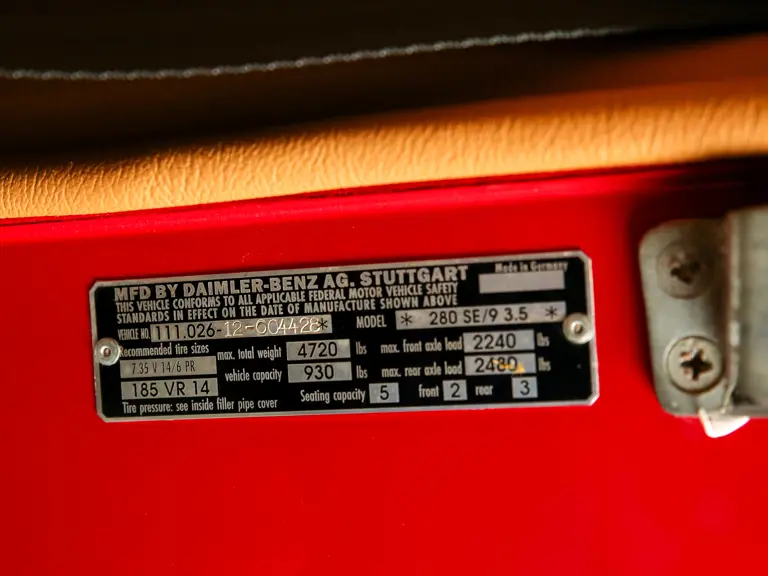 Made in Germany
MFD BY DAIMLER-BENZ AG. STUTTGART
THIS VEHICLE CONFORMS TO ALL APPLICABLE FEDERAL MOTOR VEHICLE SAFETY
STANDARDS IN EFFECT ON THE DATE OF MANUFACTURE SHOWN ABOVE
VEHICLE NO. 111.026-12-004428* MODEL * 280 SE/9 3.5 *
Recommended tire sizes max. total weight 4720 lbs max. front axle load 2240 lbs
7.35 V 14/6 PR vehicle capacity 930 lbs max. rear axle load 2480 lbs
185 VR 14 Seating capacity 5 front 2 rear 3
Tire pressure: see inside filler pipe cover